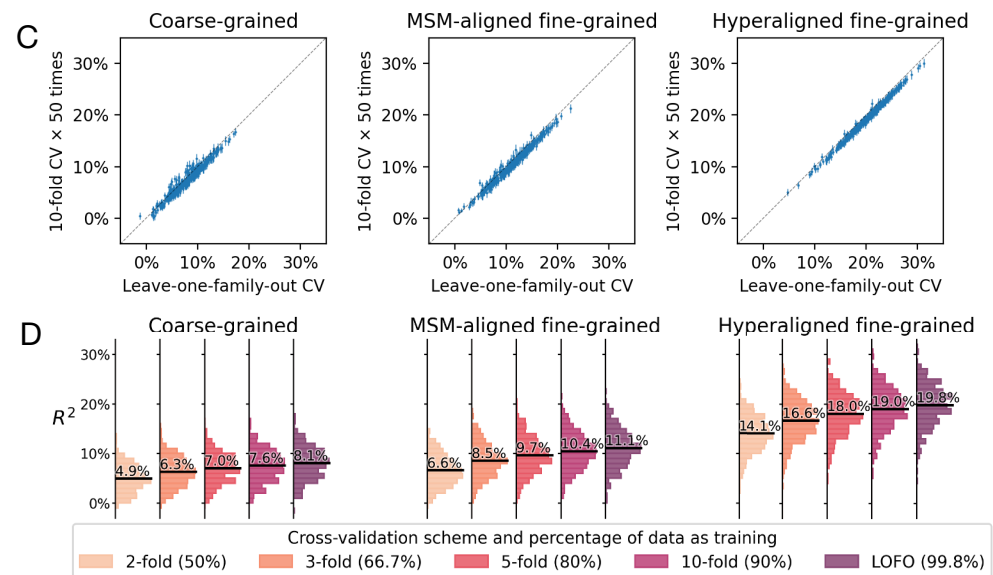 C
Coarse-grained MSM-aligned fine-grained Hyperaligned fine-grained
10-fold CV × 50 times 10-fold CV × 50 times 10-fold CV × 50 times
30% 30% 30%
20% 20% 20%
10% 10% 10%
0% 0% 0%
0% 10% 20% 30% 0% 10% 20% 30% 0% 10% 20% 30%
Leave-one-family-out CV Leave-one-family-out CV Leave-one-family-out CV
D
Coarse-grained MSM-aligned fine-grained Hyperaligned fine-grained
R²
30%
20%
10%
0%
4.9% 6.3% 7.0% 7.6% 8.1%
6.6% 8.5% 9.7% 10.4% 11.1%
14.1% 16.6% 18.0% 19.0% 19.8%
Cross-validation scheme and percentage of data as training
2-fold (50%) 3-fold (66.7%) 5-fold (80%) 10-fold (90%) LOFO (99.8%)